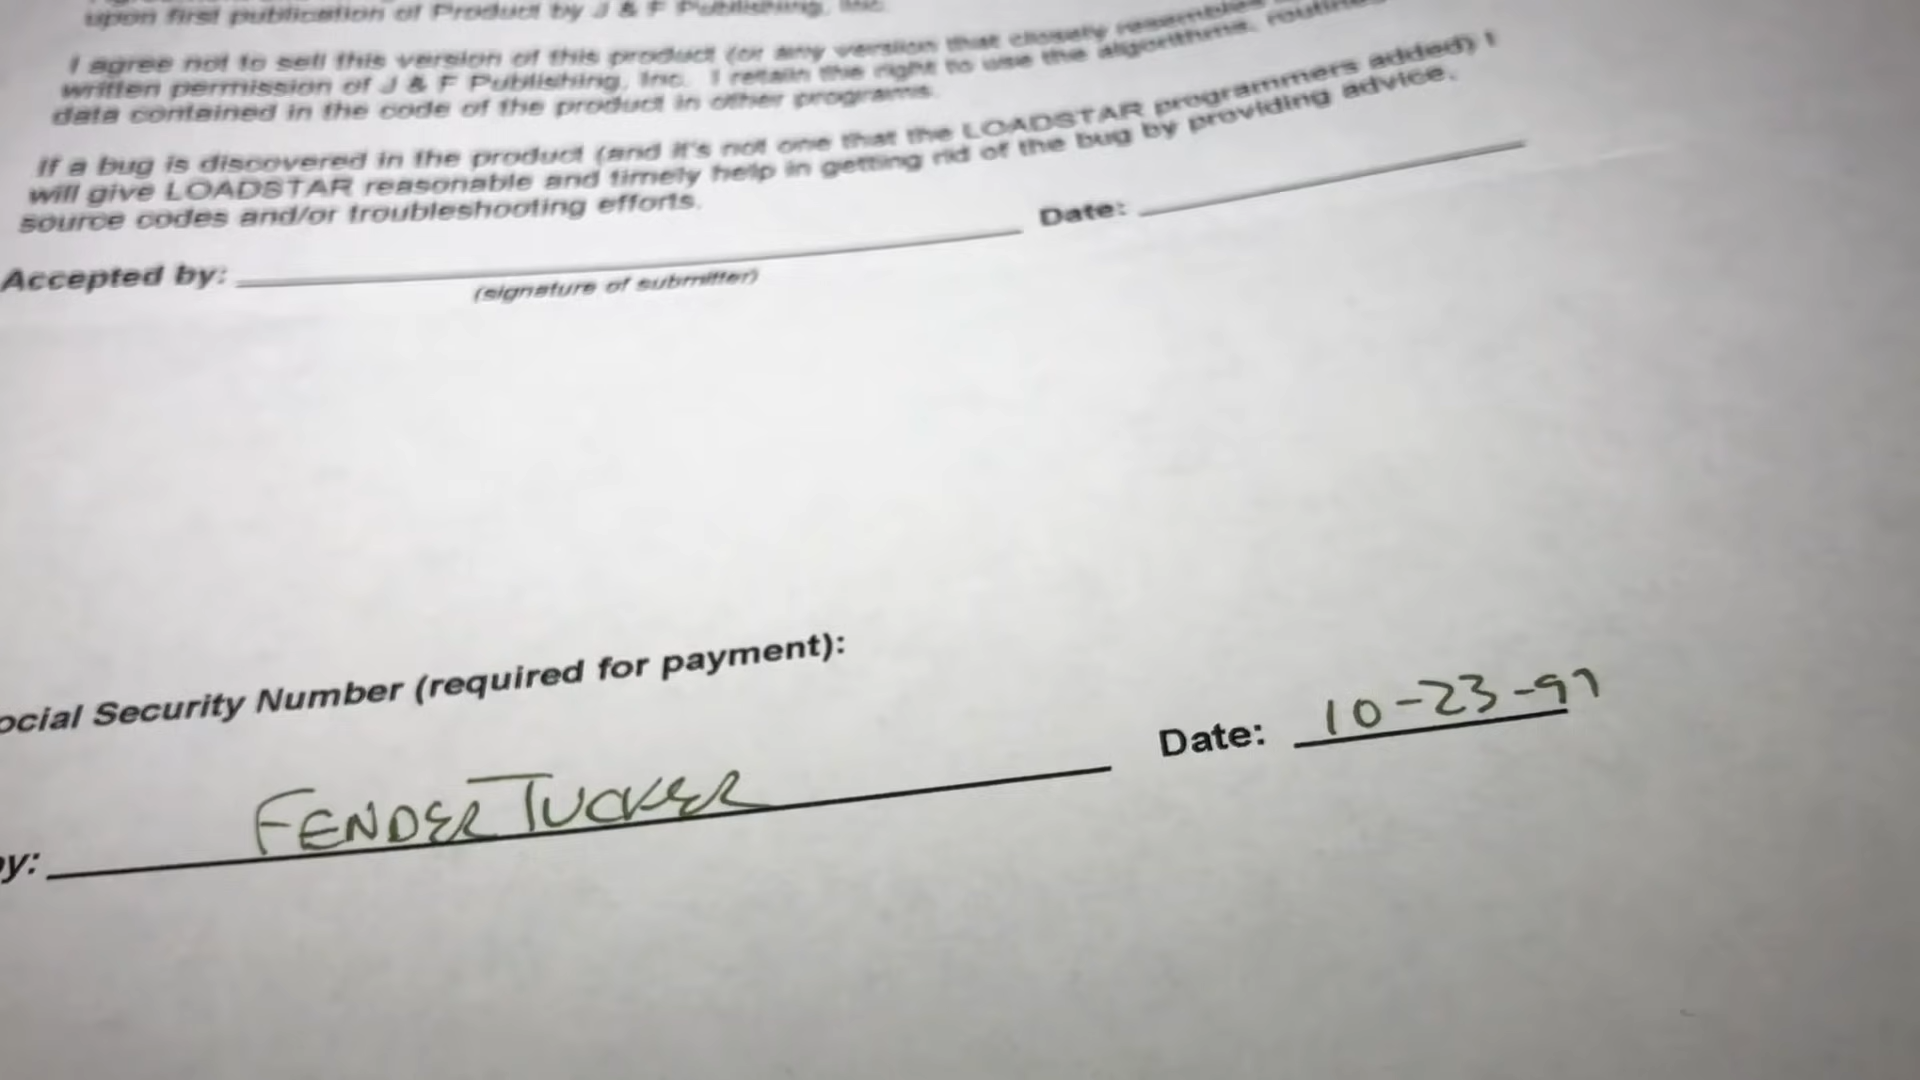 upon first publication of Product by J & F Publishing, Inc.
I agree not to sell this version of this product (or any version that closely resembles
written permission of J & F Publishing, Inc. I retain the right to use the algorithms, routines
data contained in the code of the product in other programs.
If a bug is discovered in the product (and it's not one that the LOADSTAR programmers added) I
will give LOADSTAR reasonable and timely help in getting rid of the bug by providing advice,
source codes and/or troubleshooting efforts.
Accepted by: Date:
(signature of submitter)
ocial Security Number (required for payment):
y: FENDER TUCKER Date: 10-23-97